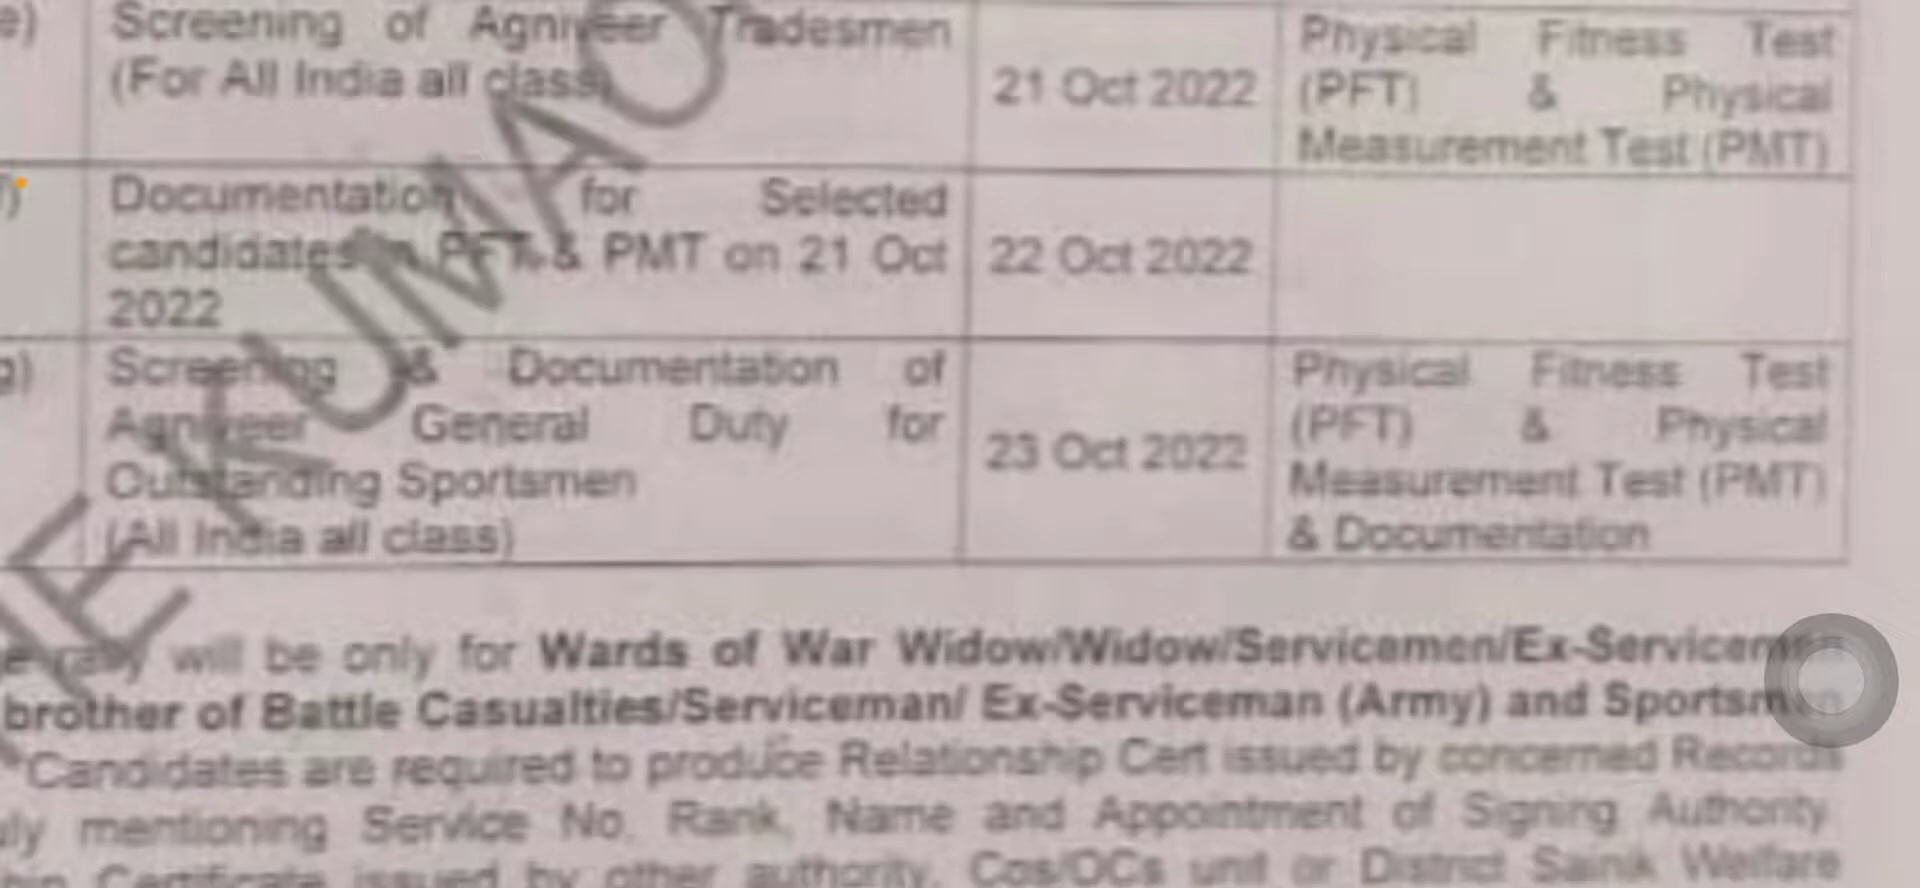 e) Screening of Agniveer Tradesmen
(For All India all class)
21 Oct 2022
Physical Fitness Test
(PFT) & Physical
Measurement Test (PMT)
f) Documentation for Selected
candidates in PFT & PMT on 21 Oct
2022
22 Oct 2022
g) Screening & Documentation of
Agniveer General Duty for
Outstanding Sportsmen
(All India all class)
23 Oct 2022
Physical Fitness Test
(PFT) & Physical
Measurement Test (PMT)
& Documentation
KUMAO
rally will be only for Wards of War Widow/Widow/Servicemen/Ex-Servicemen
brother of Battle Casualties/Serviceman/ Ex-Serviceman (Army) and Sportsmen
Candidates are required to produce Relationship Cert issued by concerned Records
mentioning Service No, Rank, Name and Appointment of Signing Authority
Certificate issued by other authority, Cos/OCs unit or District Sainik Welfare